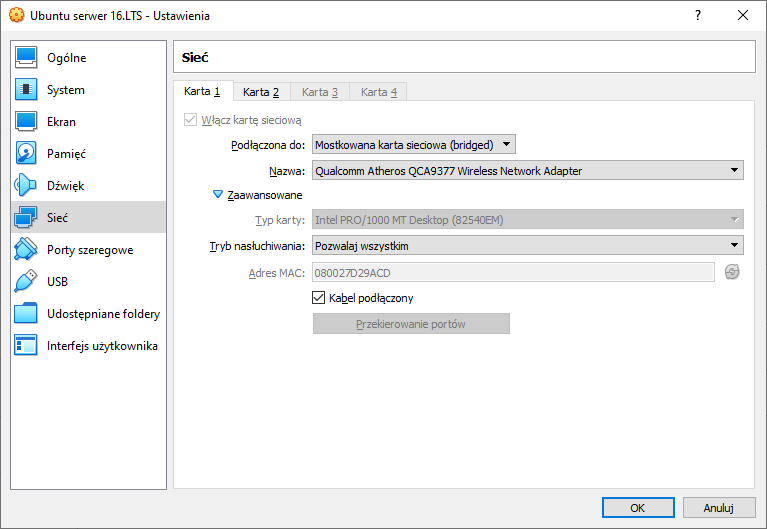 Ubuntu serwer 16.LTS - Ustawienia
?
Ogólne
System
Ekran
Pamięć
Dźwięk
Sieć
Porty szeregowe
USB
Udostępniane foldery
Interfejs użytkownika
Sieć
Karta 1 Karta 2 Karta 3 Karta 4
Włącz kartę sieciową
Podłączona do: Mostkowana karta sieciowa (bridged)
Nazwa: Qualcomm Atheros QCA9377 Wireless Network Adapter
Zaawansowane
Typ karty: Intel PRO/1000 MT Desktop (82540EM)
Tryb nasłuchiwania: Pozwalaj wszystkim
Adres MAC: 080027D29ACD
Kabel podłączony
Przekierowanie portów
OK Anuluj